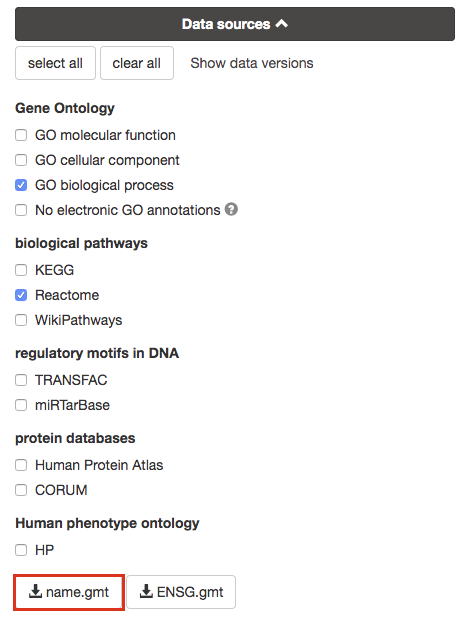 Data sources
select all clear all Show data versions
Gene Ontology
GO molecular function
GO cellular component
GO biological process
No electronic GO annotations ?
biological pathways
KEGG
Reactome
WikiPathways
regulatory motifs in DNA
TRANSFAC
miRTarBase
protein databases
Human Protein Atlas
CORUM
Human phenotype ontology
HP
name.gmt ENSG.gmt